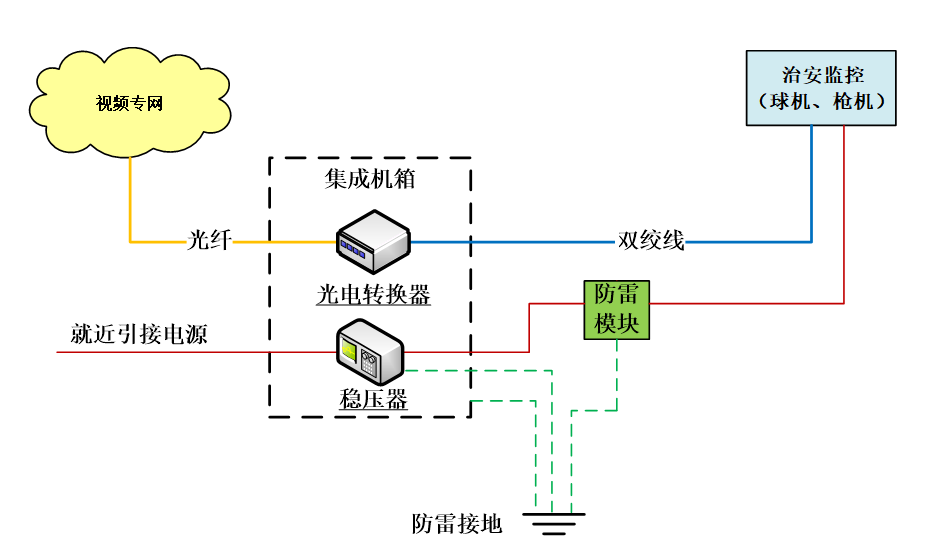 治安监控
（球机、枪机）
视频专网
集成机箱
光纤
双绞线
光电转换器
防雷
模块
就近引接电源
稳压器
防雷接地